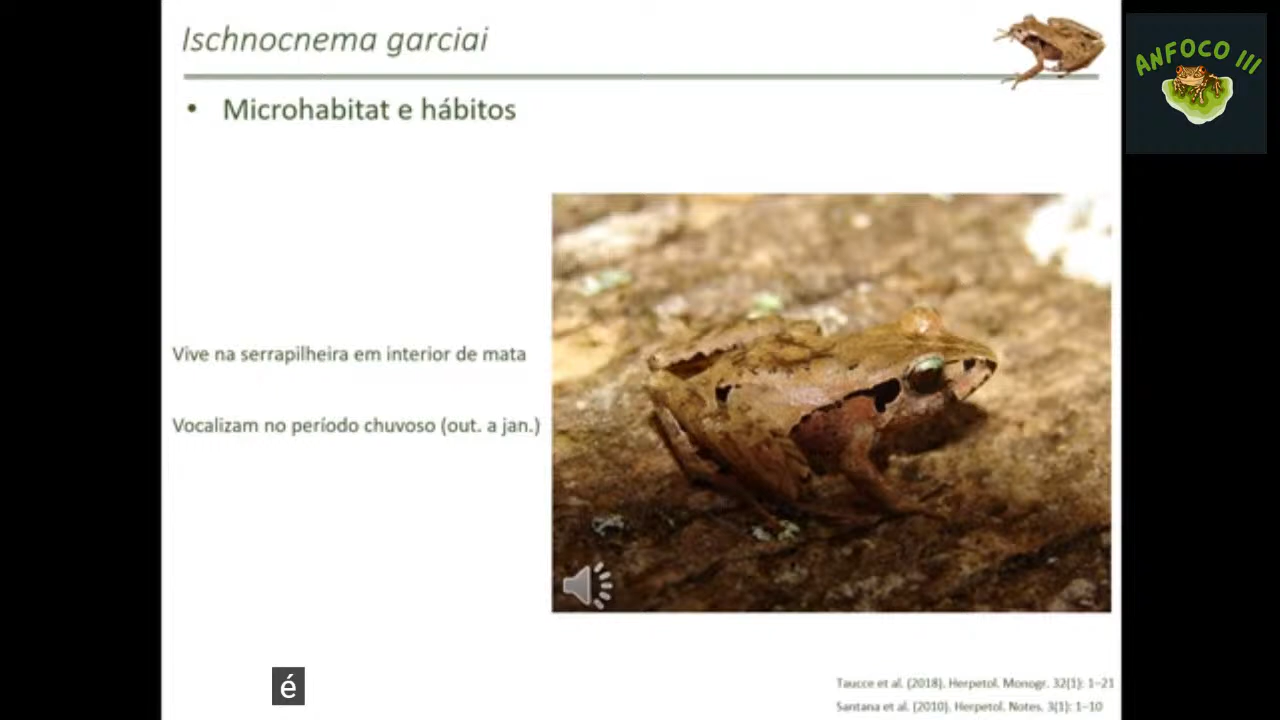 Ischnocnema garciai
ANFOCO III
• Microhabitat e hábitos
Vive na serrapilheira em interior de mata
Vocalizam no período chuvoso (out. a jan.)
é
Taucce et al. (2018). Herpetol. Monogr. 32(1): 1–21
Santana et al. (2010). Herpetol. Notes. 3(1): 1–10